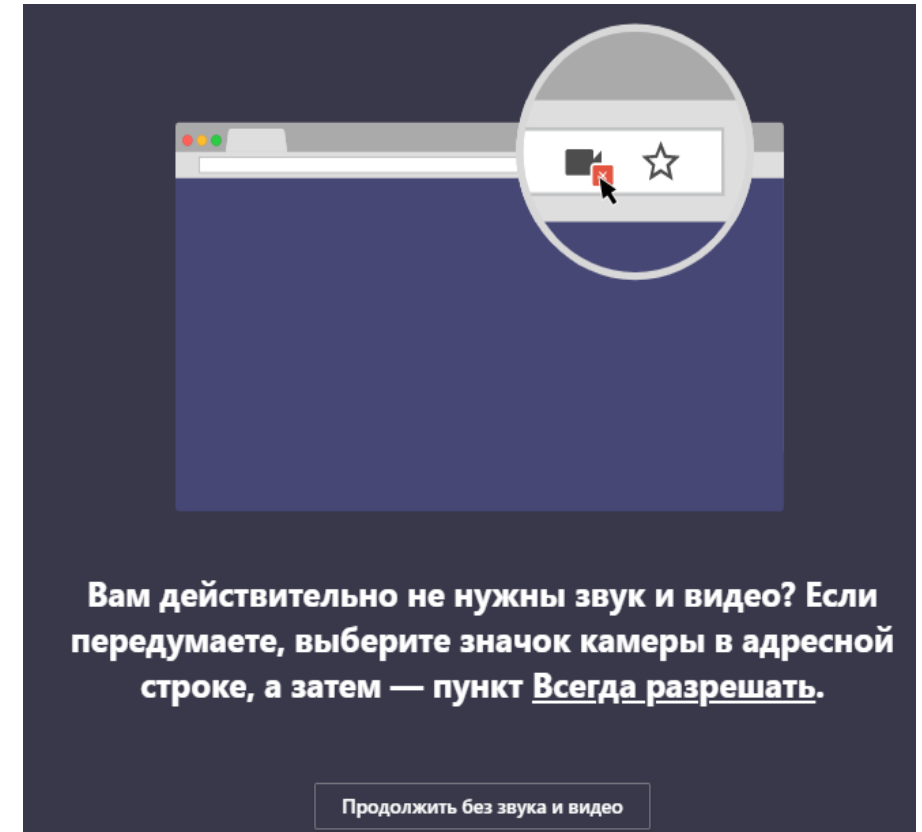 Вам действительно не нужны звук и видео? Если
передумаете, выберите значок камеры в адресной
строке, а затем — пункт Всегда разрешать.
Продолжить без звука и видео